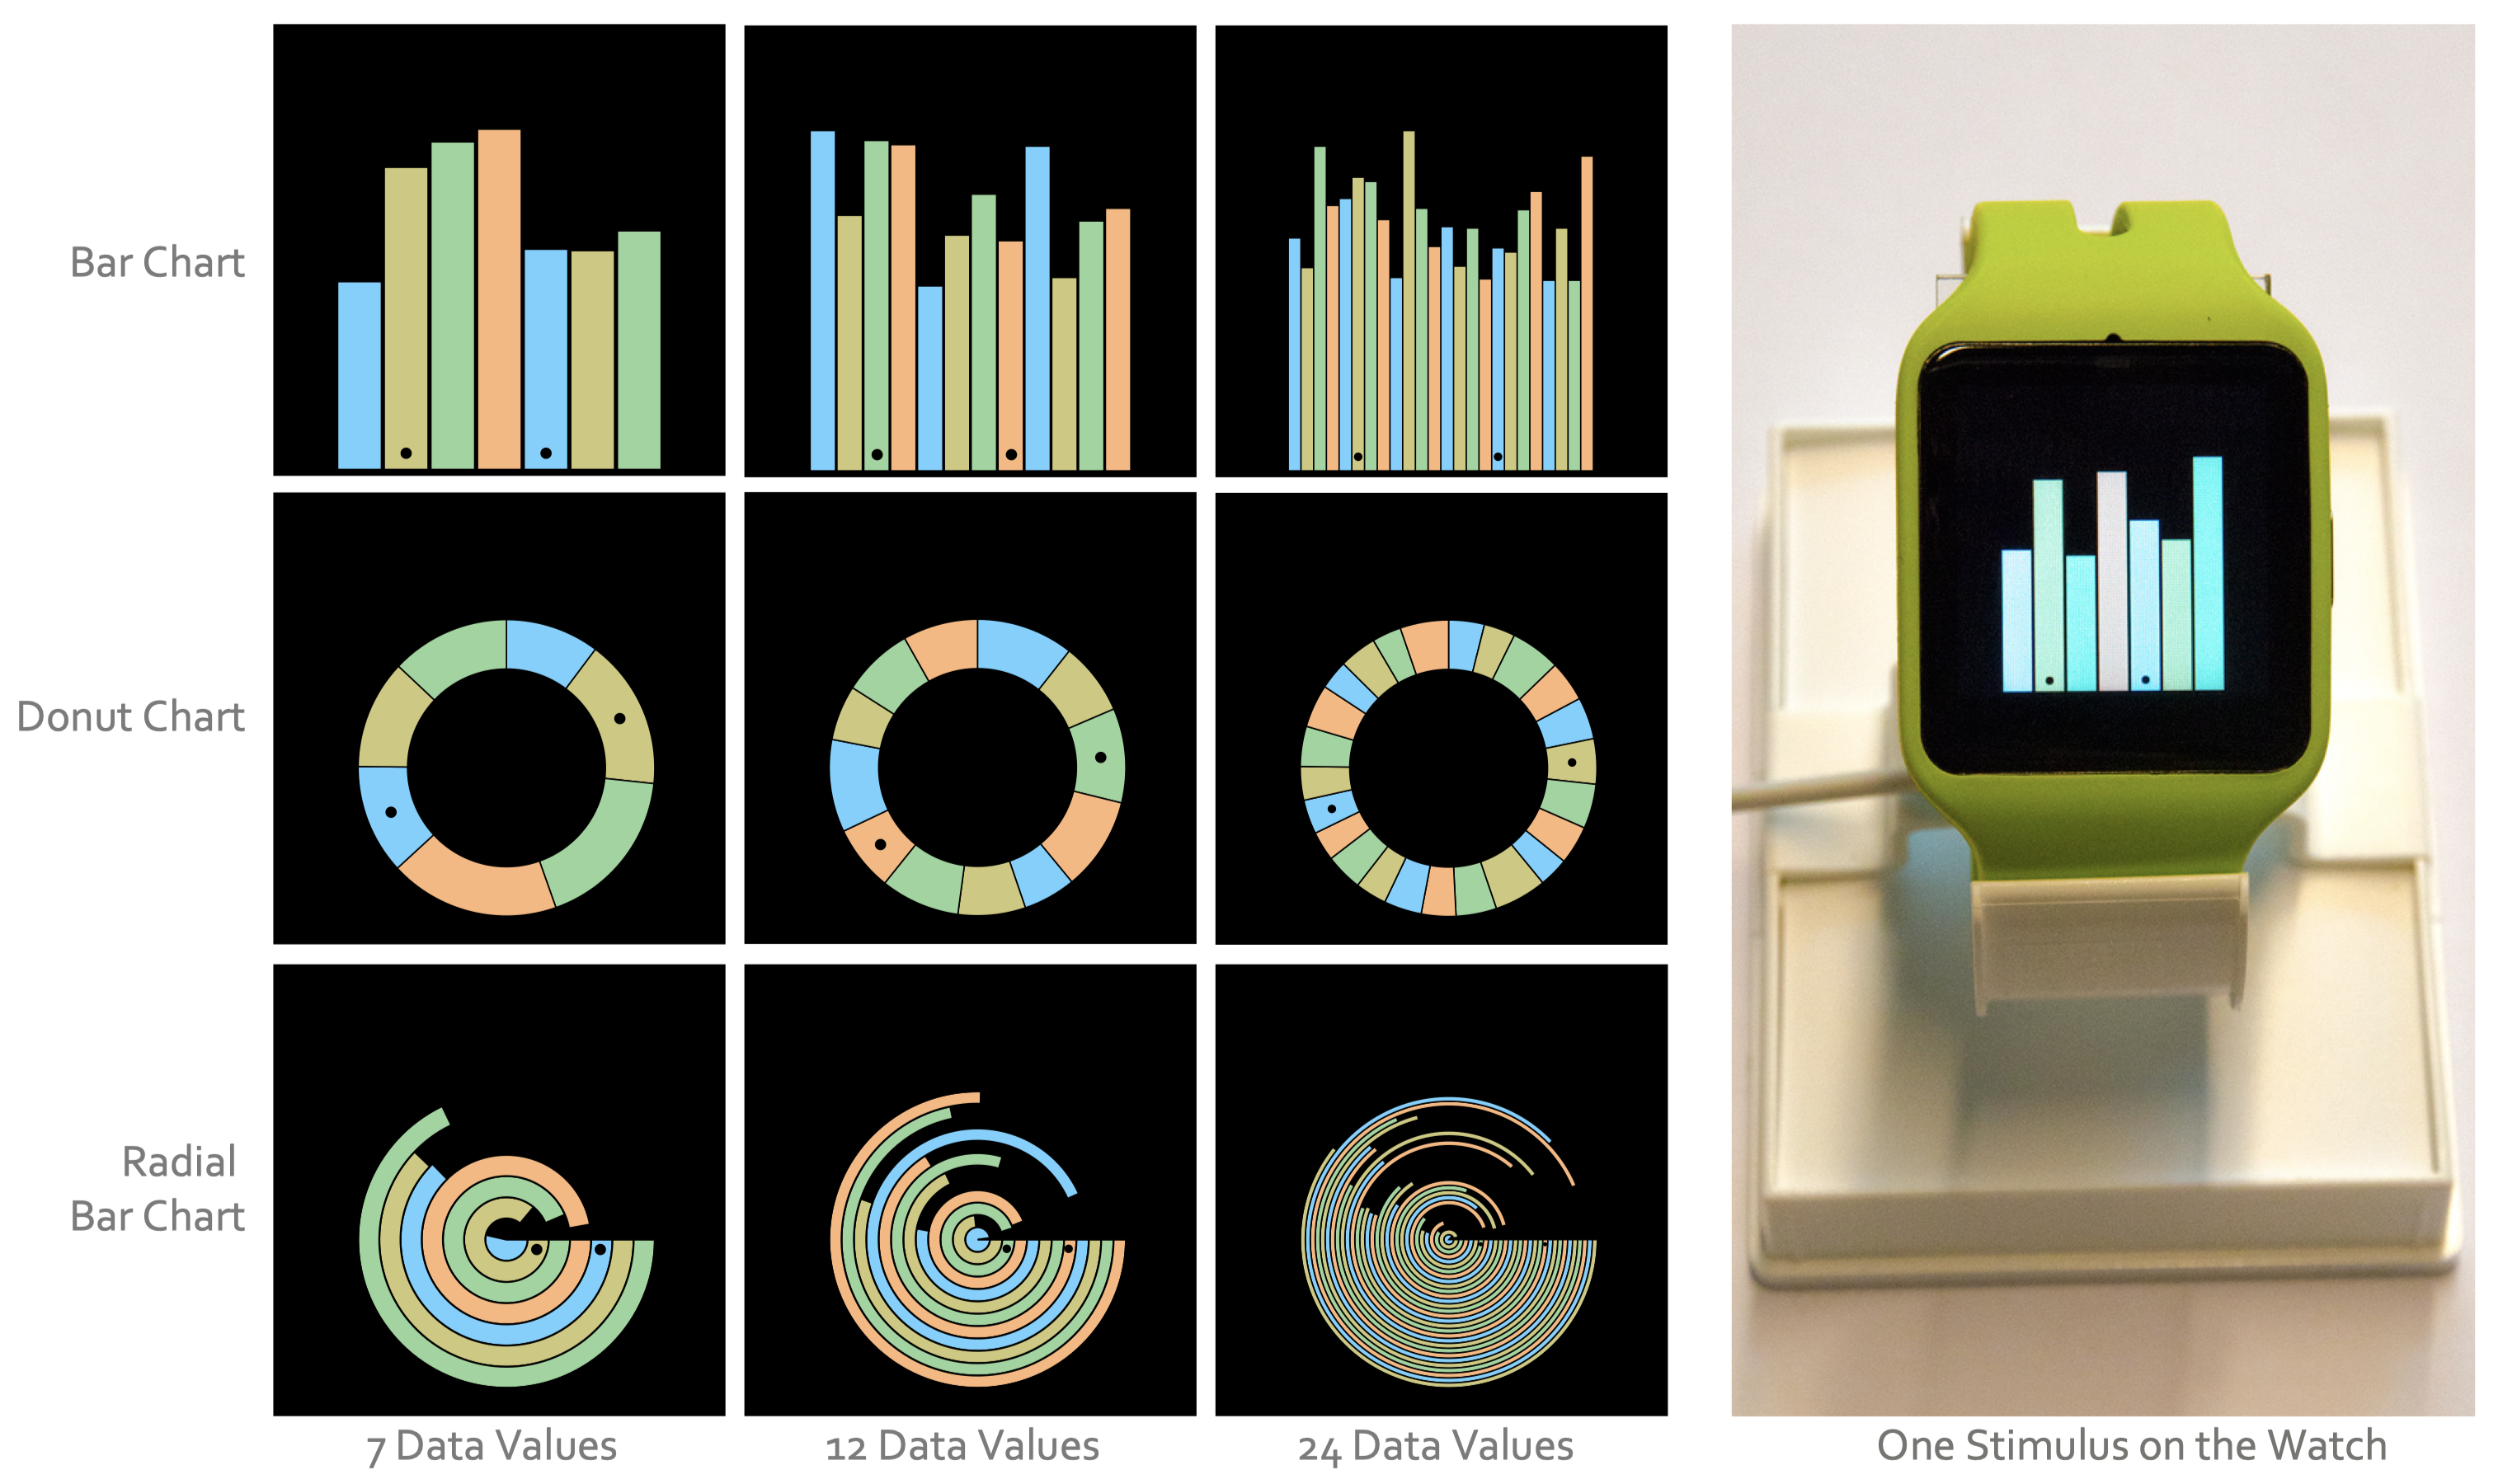 Bar Chart
Donut Chart
Radial
Bar Chart
7 Data Values
12 Data Values
24 Data Values
One Stimulus on the Watch